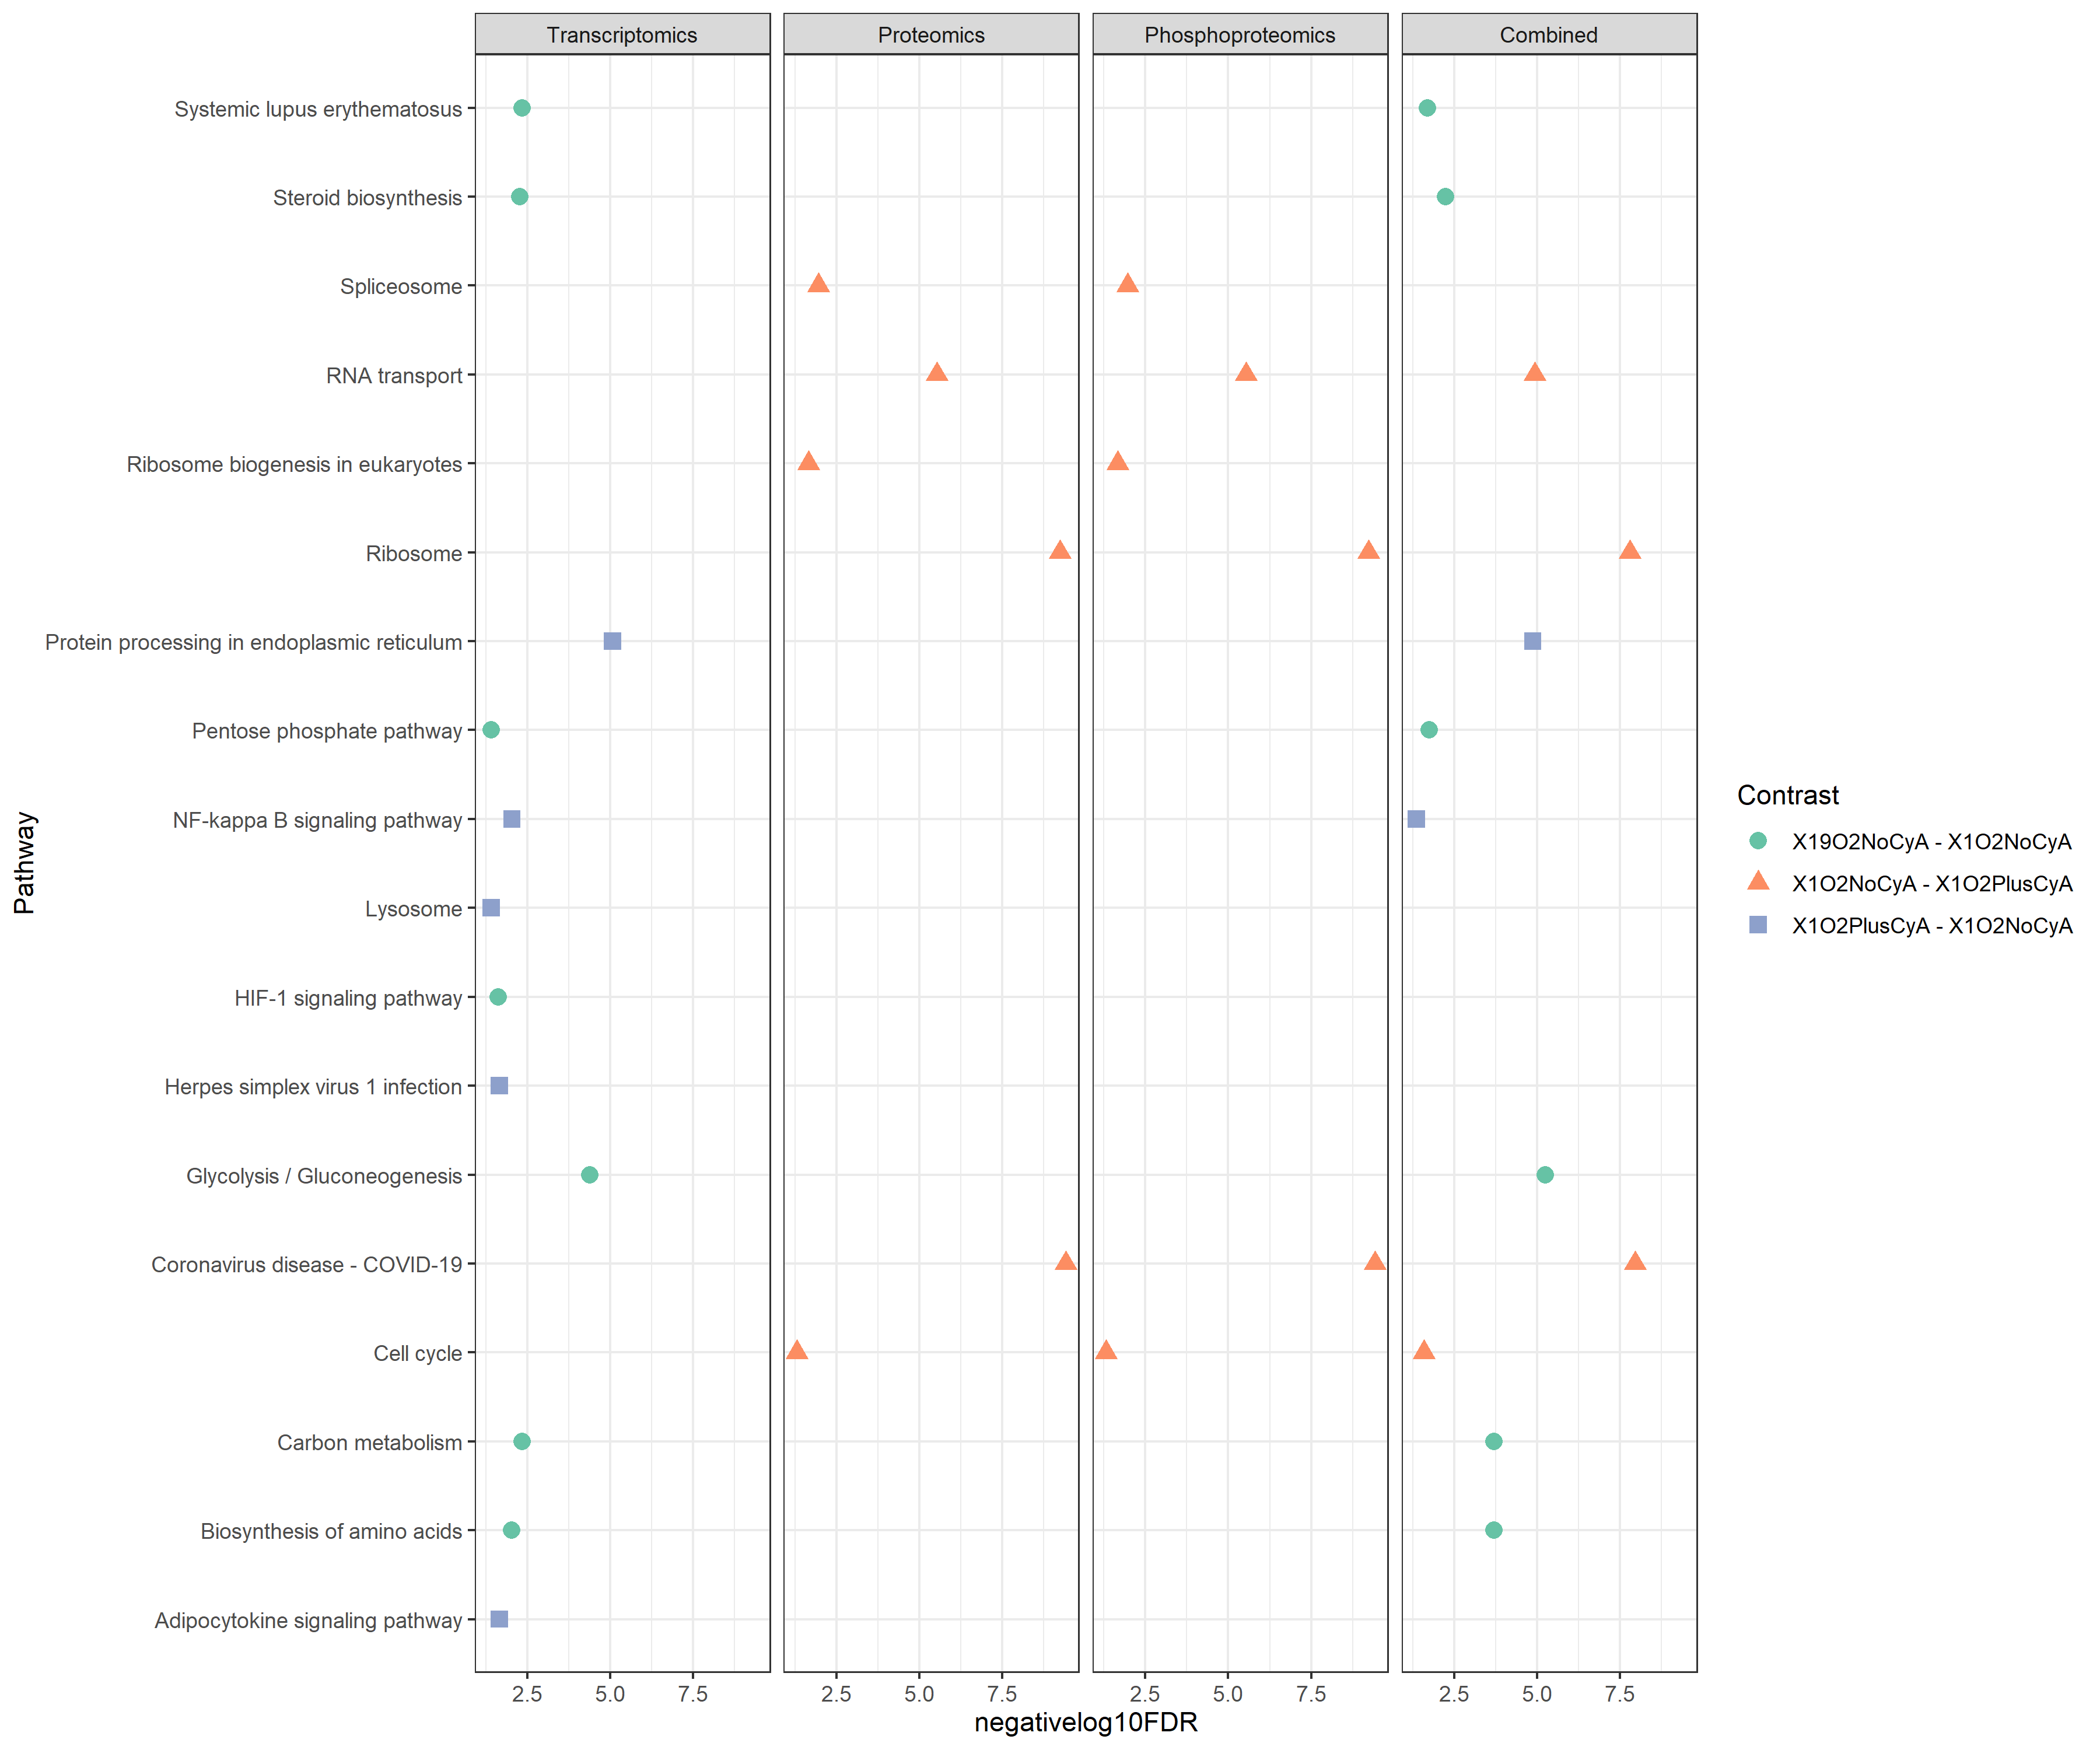 Transcriptomics Proteomics Phosphoproteomics Combined
Systemic lupus erythematosus
Steroid biosynthesis
Spliceosome
RNA transport
Ribosome biogenesis in eukaryotes
Ribosome
Protein processing in endoplasmic reticulum
Pentose phosphate pathway
NF-kappa B signaling pathway
Lysosome
HIF-1 signaling pathway
Herpes simplex virus 1 infection
Glycolysis / Gluconeogenesis
Coronavirus disease - COVID-19
Cell cycle
Carbon metabolism
Biosynthesis of amino acids
Adipocytokine signaling pathway
Pathway
2.5 5.0 7.5 2.5 5.0 7.5 2.5 5.0 7.5 2.5 5.0 7.5
negativelog10FDR
Contrast
X19O2NoCyA - X1O2NoCyA
X1O2NoCyA - X1O2PlusCyA
X1O2PlusCyA - X1O2NoCyA